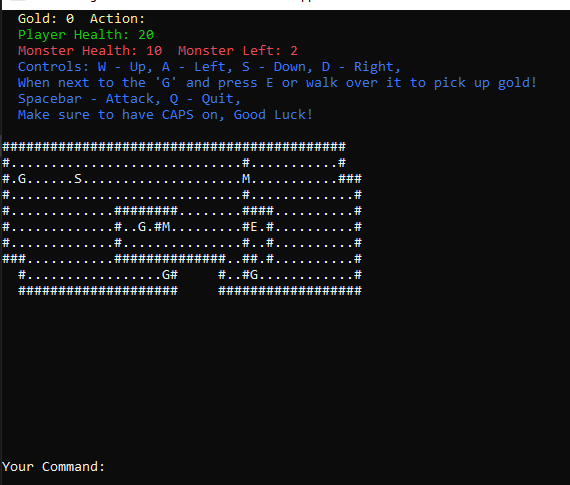 Gold: 0  Action:
Player Health: 20
Monster Health: 10  Monster Left: 2
Controls: W - Up, A - Left, S - Down, D - Right,
When next to the 'G' and press E or walk over it to pick up gold!
Spacebar - Attack, Q - Quit,
Make sure to have CAPS on, Good Luck!
###########################################
#.............................#...........#
#.G......S....................M...........###
#.............................#.............#
#.............########........####..........#
#.............#..G.#M.........#E.#..........#
#.............#...............#..#..........#
###...........##############..##.#..........#
  #.................G#     #..#G............#
  ####################     ##################
Your Command: